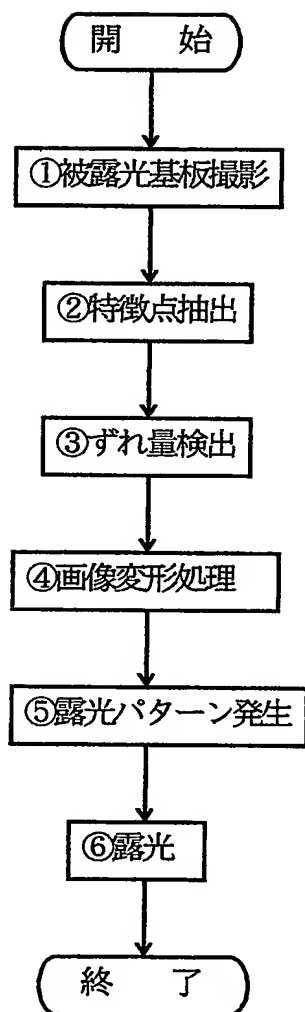 開　始
①被露光基板撮影
②特徴点抽出
③ずれ量検出
④画像変形処理
⑤露光パターン発生
⑥露光
終　了